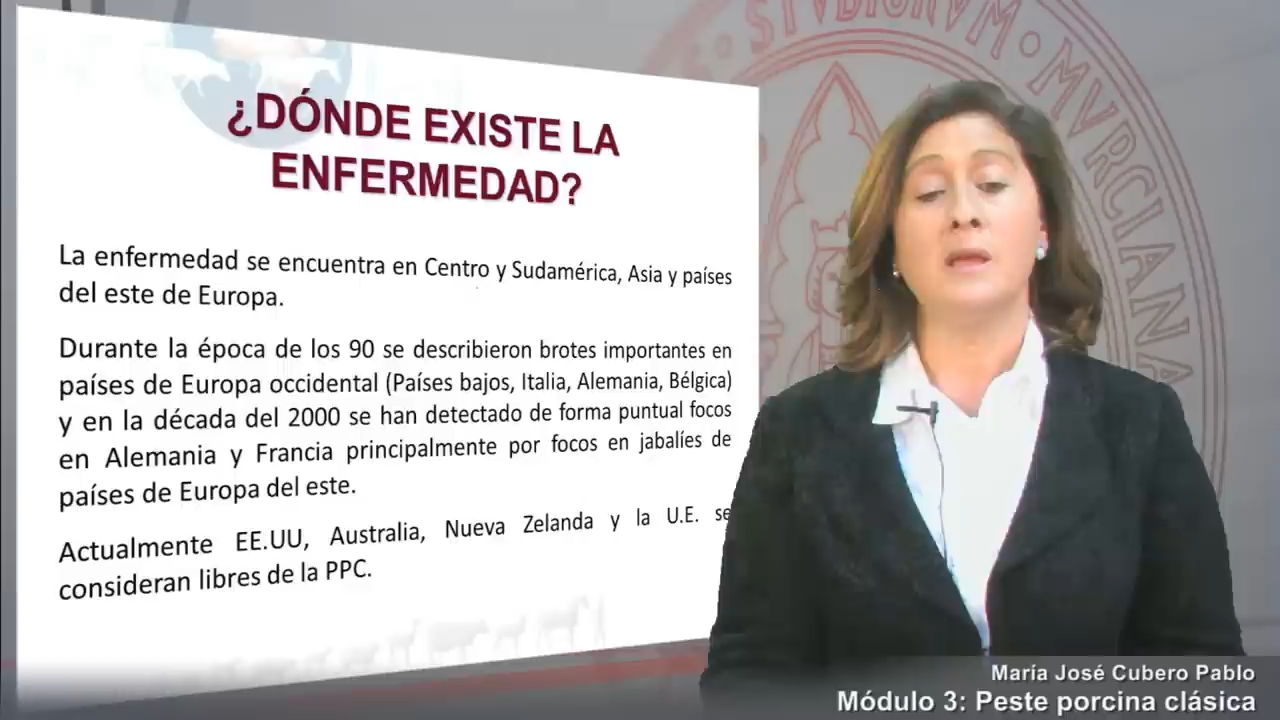 STVDIORVM
MVRCIANA
¿DÓNDE EXISTE LA
ENFERMEDAD?
La enfermedad se encuentra en Centro y Sudamérica, Asia y países
del este de Europa.
Durante la época de los 90 se describieron brotes importantes en
países de Europa occidental (Países bajos, Italia, Alemania, Bélgica)
y en la década del 2000 se han detectado de forma puntual focos
en Alemania y Francia principalmente por focos en jabalíes de
países de Europa del este.
Actualmente EE.UU, Australia, Nueva Zelanda y la U.E. se
consideran libres de la PPC.
María José Cubero Pablo
Módulo 3: Peste porcina clásica